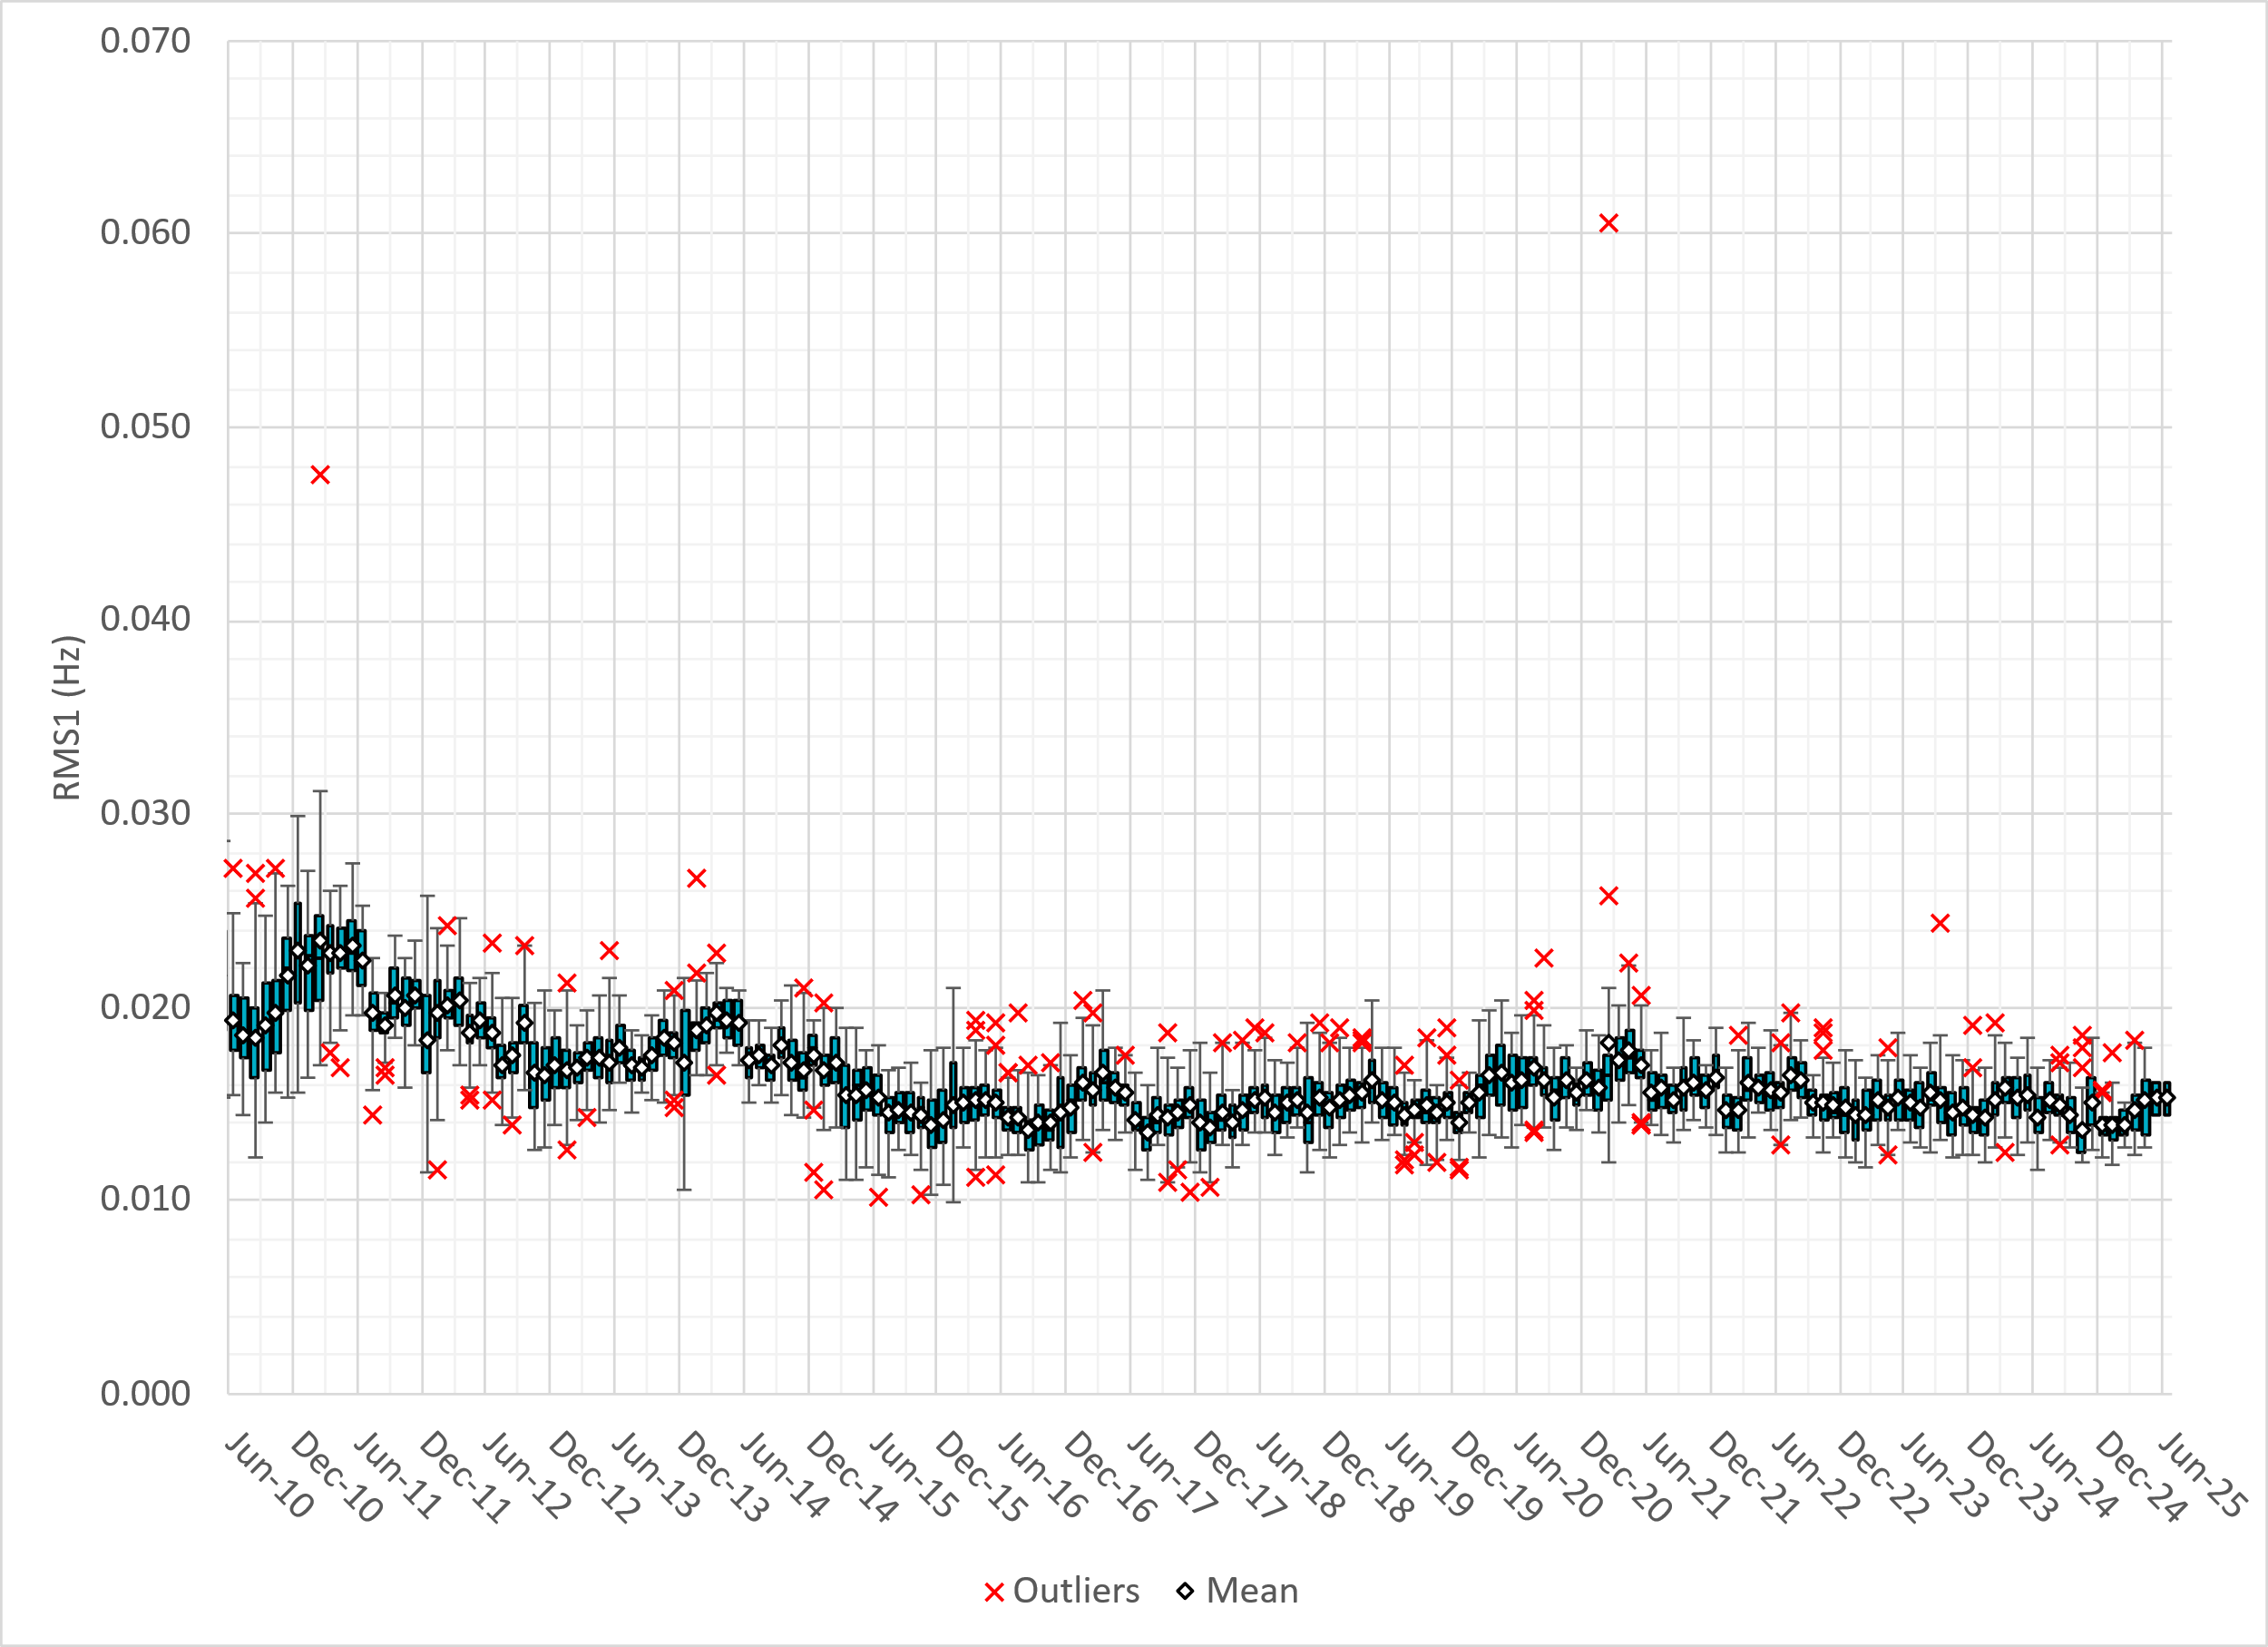 0.070
0.060
0.050
0.040
0.030
0.020
0.010
0.000
RMS1 (Hz)
Jun-10
Dec-10
Jun-11
Dec-11
Jun-12
Dec-12
Jun-13
Dec-13
Jun-14
Dec-14
Jun-15
Dec-15
Jun-16
Dec-16
Jun-17
Dec-17
Jun-18
Dec-18
Jun-19
Dec-19
Jun-20
Dec-20
Jun-21
Dec-21
Jun-22
Dec-22
Jun-23
Dec-23
Jun-24
Dec-24
Jun-25
Outliers Mean